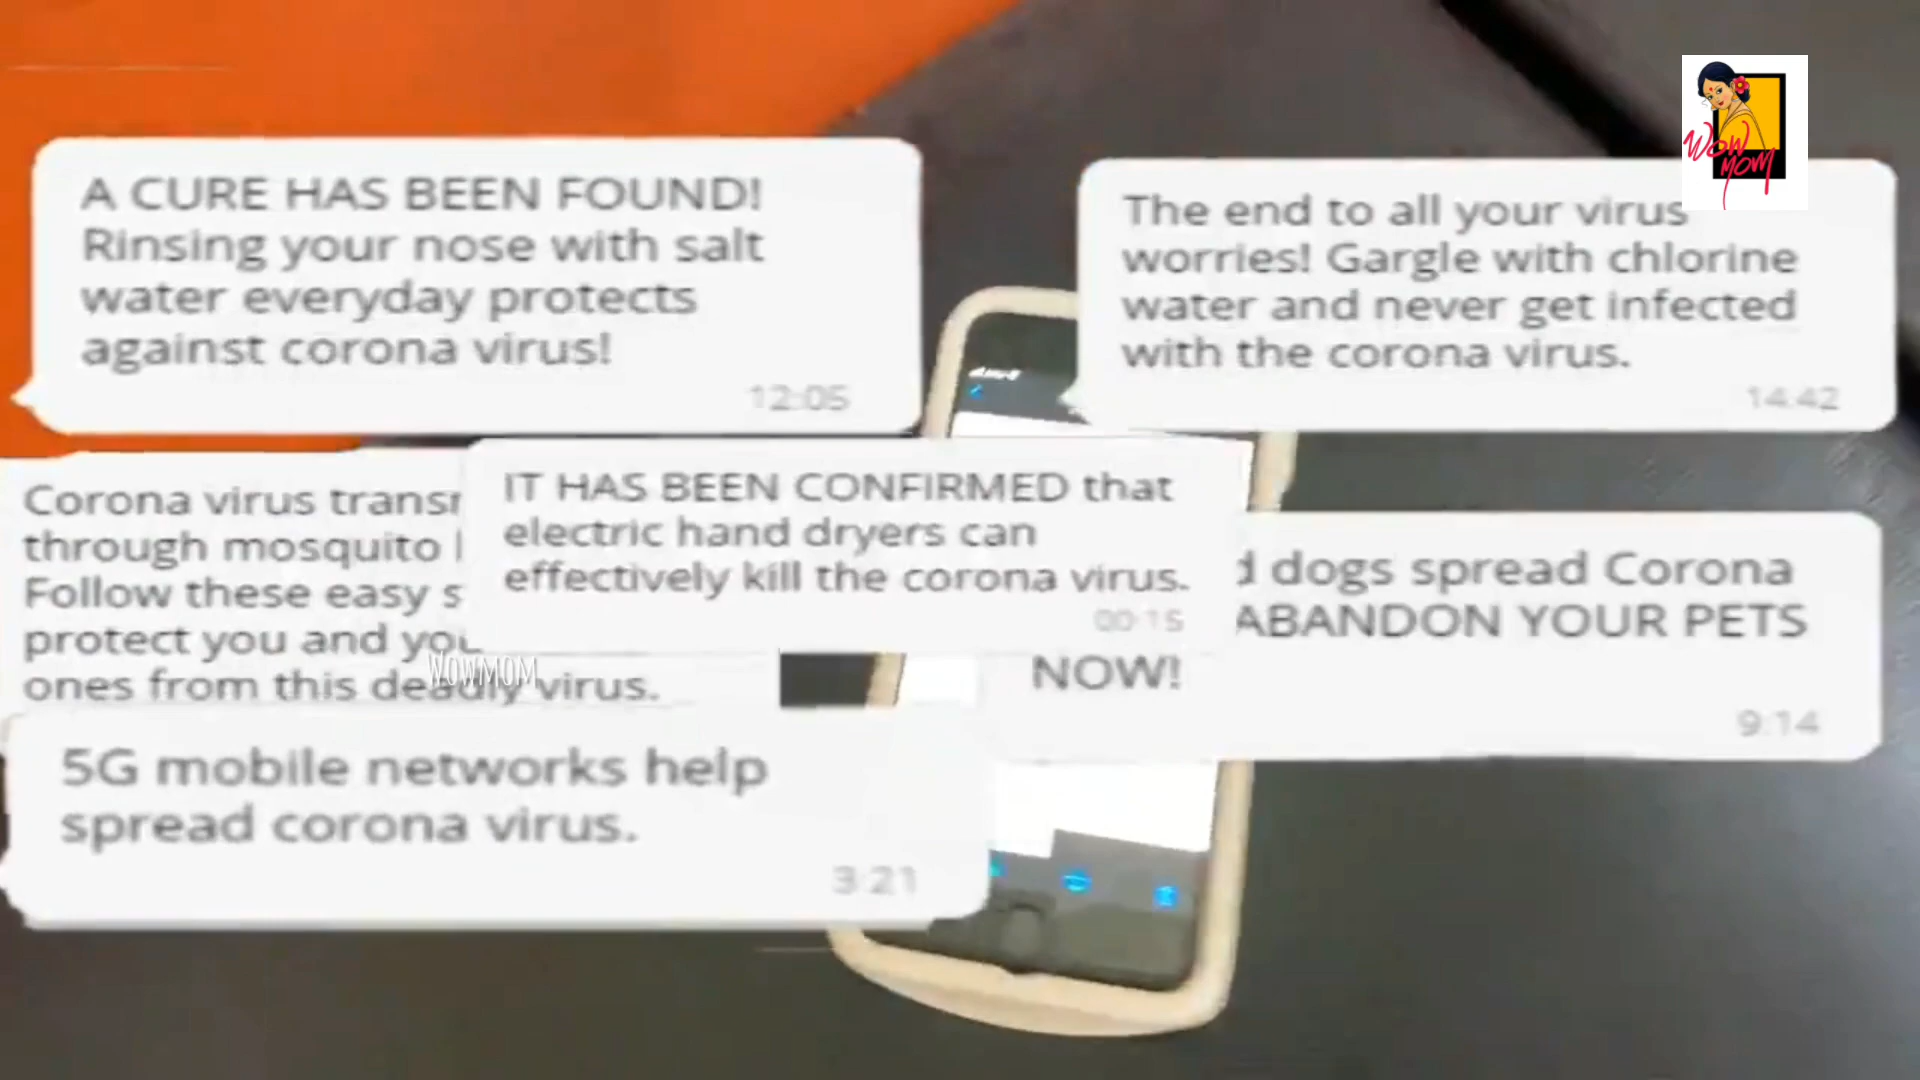 WOW
MOM
A CURE HAS BEEN FOUND!
Rinsing your nose with salt
water everyday protects
against corona virus!
12:05
The end to all your virus
worries! Gargle with chlorine
water and never get infected
with the corona virus.
14:42
Corona virus
through mosquito
Follow these easy
protect you and
ones from this deadly virus.
Wowmom
IT HAS BEEN CONFIRMED that
electric hand dryers can
effectively kill the corona virus.
00:15
dogs spread Corona
ABANDON YOUR PETS
NOW!
9:14
5G mobile networks help
spread corona virus.
3:21